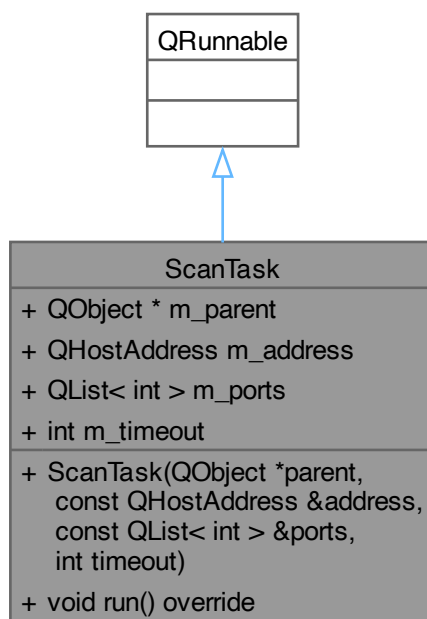 QRunnable
ScanTask
+ QObject * m_parent
+ QHostAddress m_address
+ QList< int > m_ports
+ int m_timeout
+ ScanTask(QObject *parent,
const QHostAddress &address,
const QList< int > &ports,
int timeout)
+ void run() override